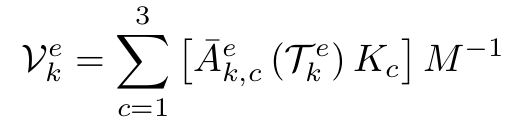 $$\mathcal{V}_k^e = \sum_{c=1}^{3} \left[ \bar{A}_{k,c}^e \left( \mathcal{T}_k^e \right) K_c \right] M^{-1}$$